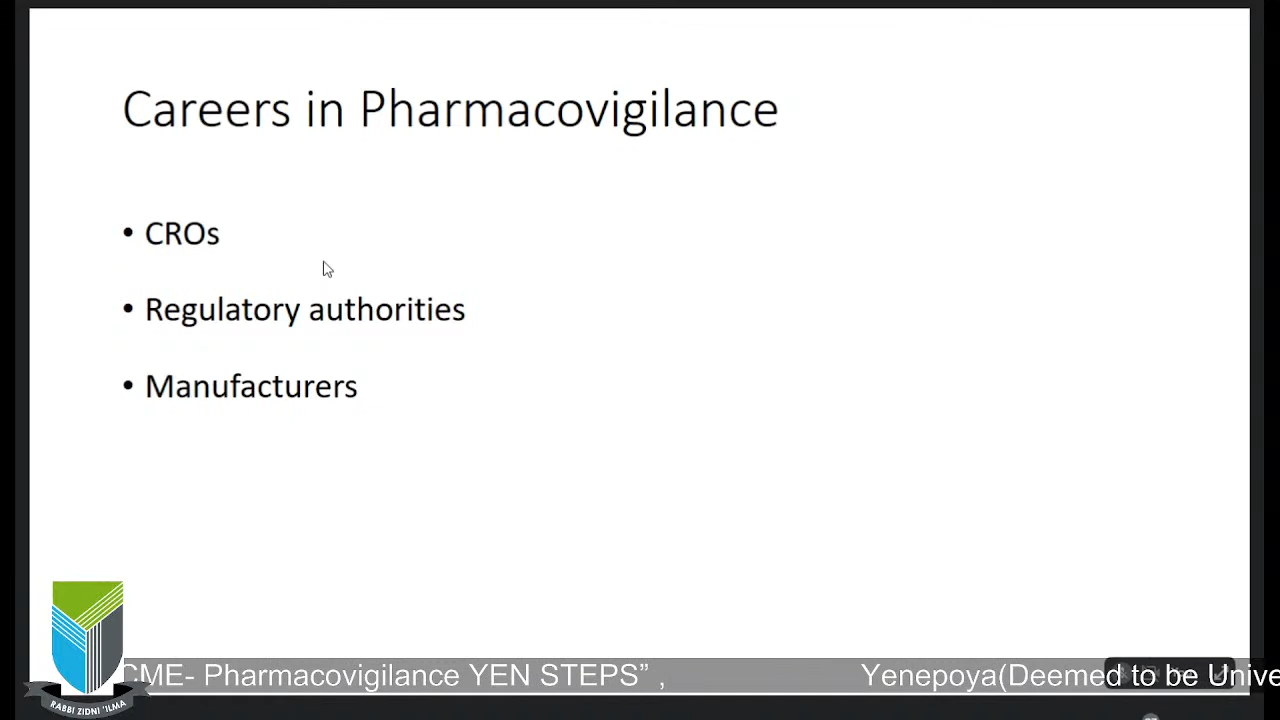 Careers in Pharmacovigilance
• CROs
• Regulatory authorities
• Manufacturers
CME- Pharmacovigilance YEN STEPS” , Yenepoya(Deemed to be Unive
RABBI ZIDNI 'ILMA